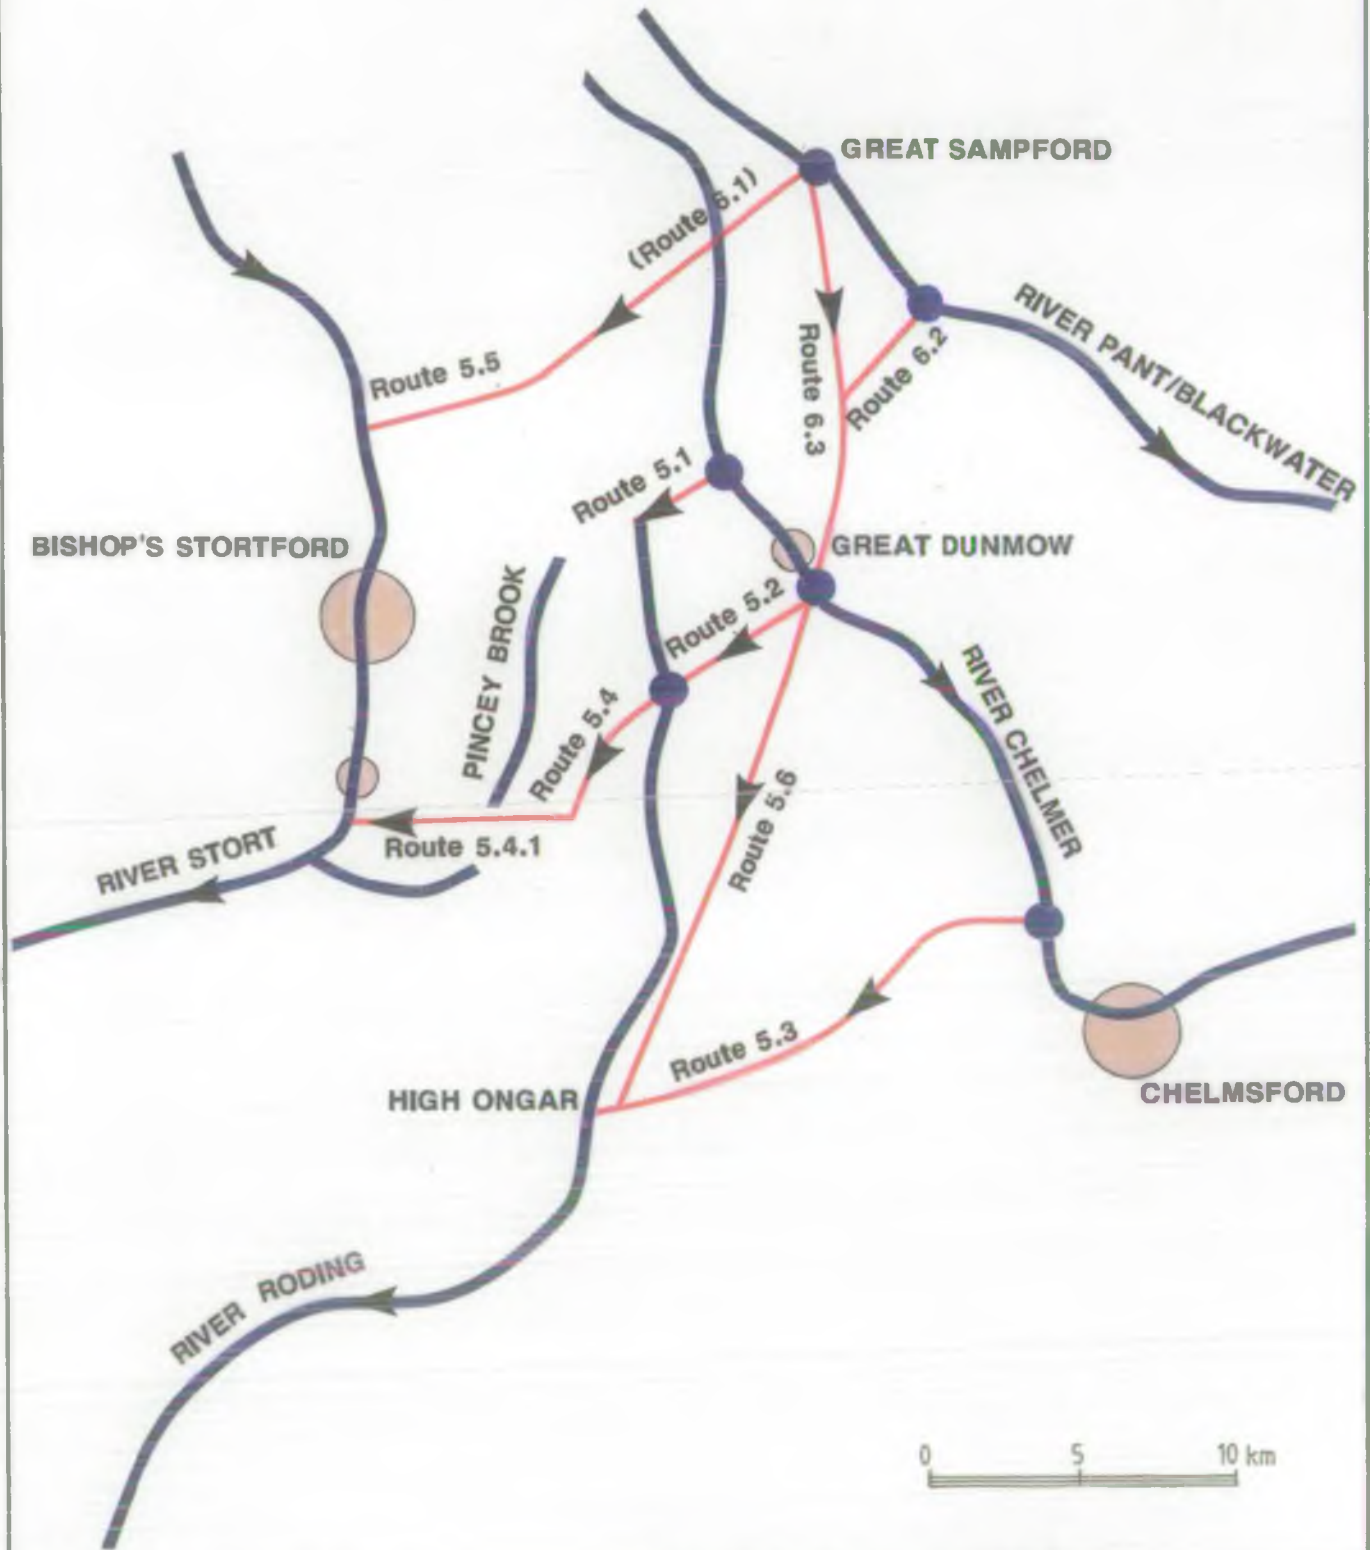 GREAT SAMPFORD
(Route 6.1)
RIVER PANT/BLACKWATER
Route 6.3
Route 6.2
Route 5.5
Route 5.1
BISHOP'S STORTFORD
GREAT DUNMOW
PINCEY BROOK
Route 5.2
Route 5.4
RIVER CHELMER
Route 5.6
Route 5.4.1
RIVER STORT
Route 5.3
HIGH ONGAR
CHELMSFORD
RIVER RODING
0 5 10 km